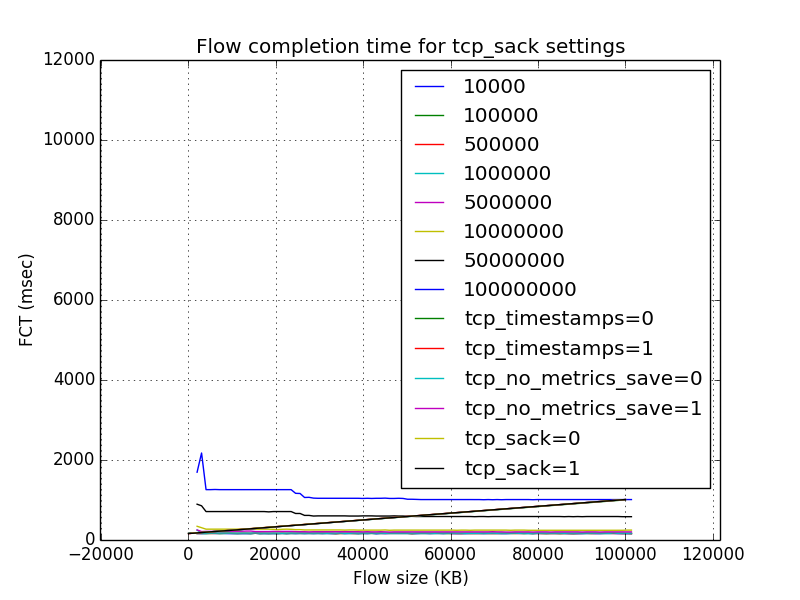 Flow completion time for tcp_sack settings
12000
10000
8000
6000
4000
2000
0
FCT (msec)
10000
100000
500000
1000000
5000000
10000000
50000000
100000000
tcp_timestamps=0
tcp_timestamps=1
tcp_no_metrics_save=0
tcp_no_metrics_save=1
tcp_sack=0
tcp_sack=1
−20000 0 20000 40000 60000 80000 100000 120000
Flow size (KB)